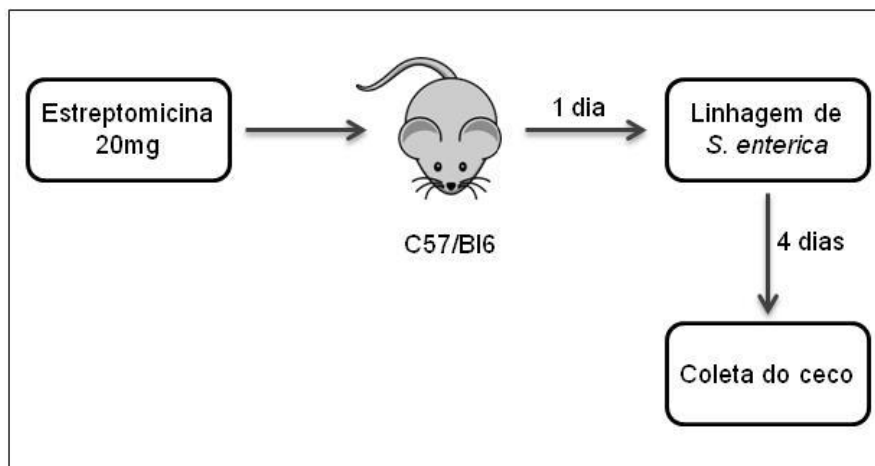 Estreptomicina
20mg
1 dia
Linhagem de
S. enterica
C57/Bl6
4 dias
Coleta do ceco